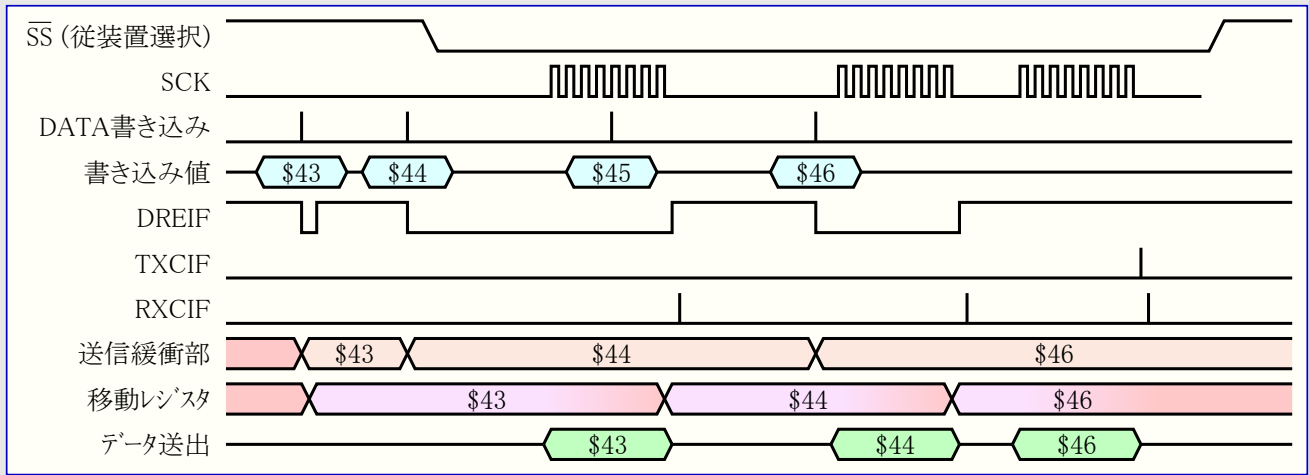 SS (従装置選択)
SCK
DATA書き込み
書き込み値 $43 $44 $45 $46
DREIF
TXCIF
RXCIF
送信緩衝部 $43 $44 $46
移動ﾚｼﾞｽﾀ $43 $44 $46
ﾃﾞｰﾀ送出 $43 $44 $46